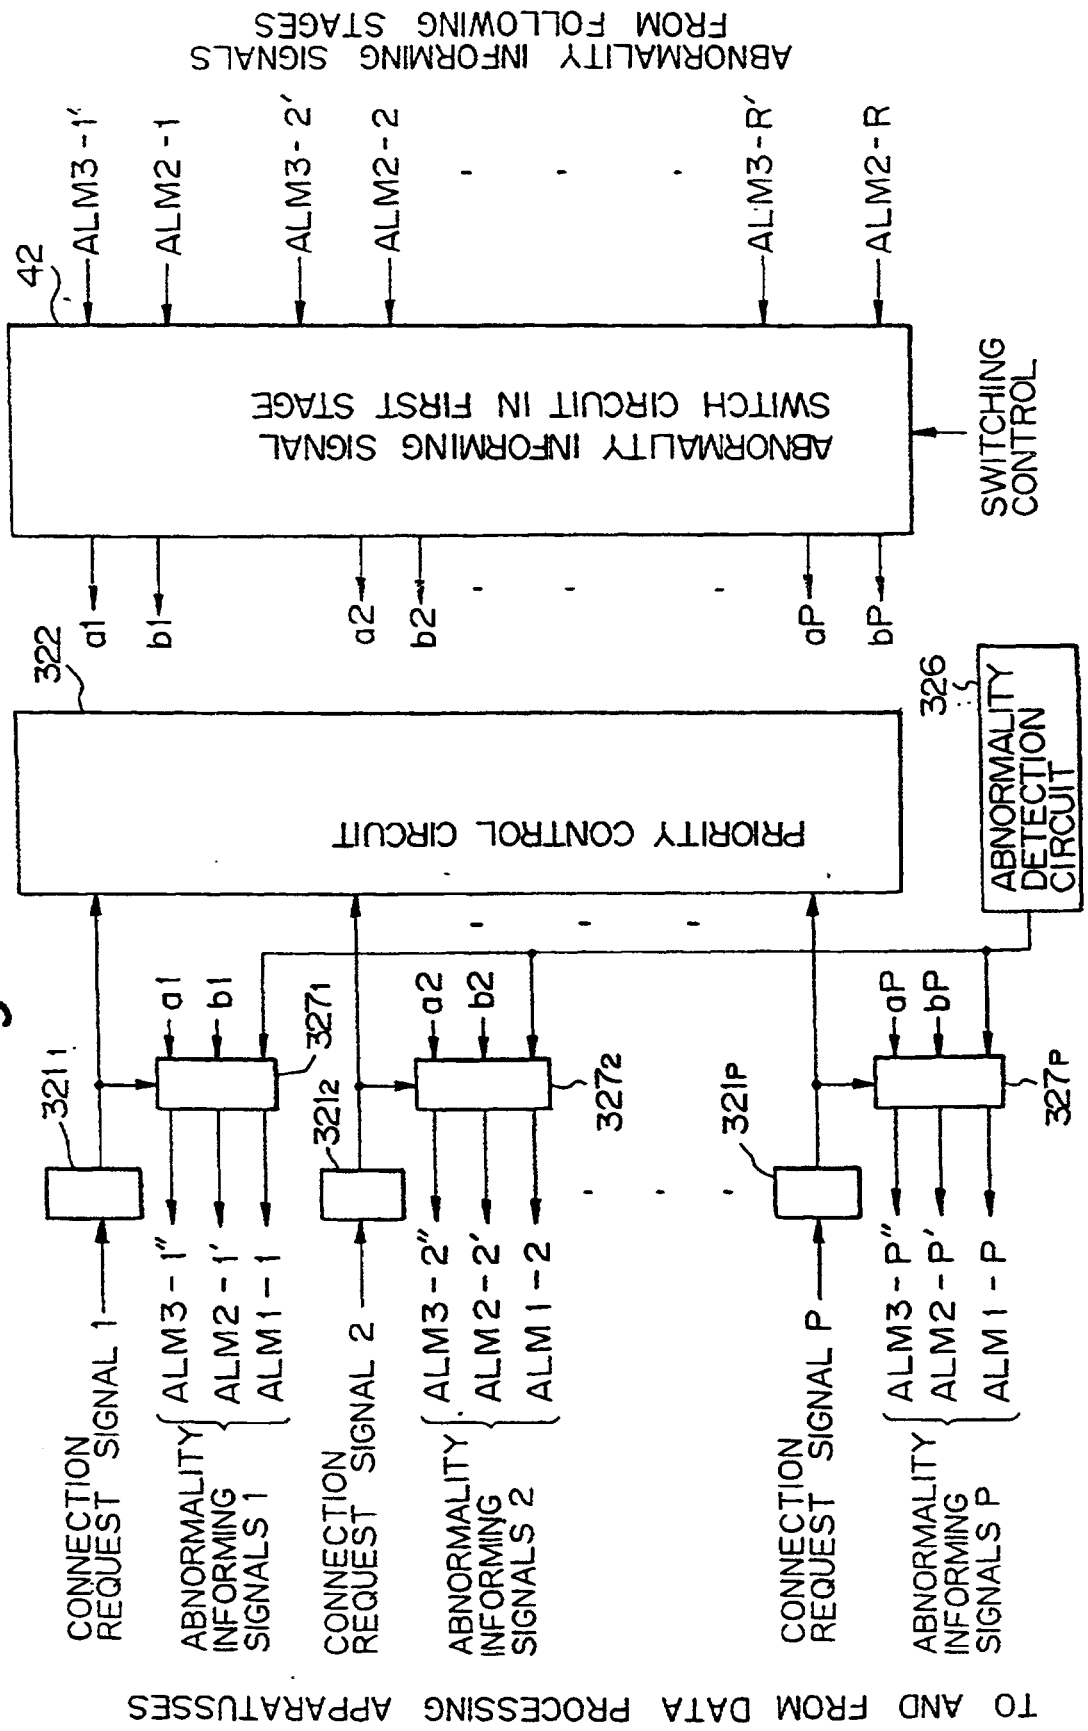 TO AND FROM DATA PROCESSING APPARATUSSES
CONNECTION
REQUEST SIGNAL 1
ABNORMALITY
INFORMING
SIGNALS 1
ALM3-1''
ALM2-1'
ALM1-1
321₁
327₁
a1
b1
CONNECTION
REQUEST SIGNAL 2
ABNORMALITY
INFORMING
SIGNALS 2
ALM3-2''
ALM2-2'
ALM1-2
321₂
327₂
a2
b2
CONNECTION
REQUEST SIGNAL P
ABNORMALITY
INFORMING
SIGNALS P
ALM3-P''
ALM2-P'
ALM1-P
321P
327P
aP
bP
PRIORITY CONTROL CIRCUIT
322
326
ABNORMALITY
DETECTION
CIRCUIT
a1
b1
a2
b2
aP
bP
ABNORMALITY INFORMING SIGNAL
SWITCH CIRCUIT IN FIRST STAGE
42
SWITCHING
CONTROL
ALM3-1'
ALM2-1
ALM3-2'
ALM2-2
ALM3-R'
ALM2-R
ABNORMALITY INFORMING SIGNALS
FROM FOLLOWING STAGES